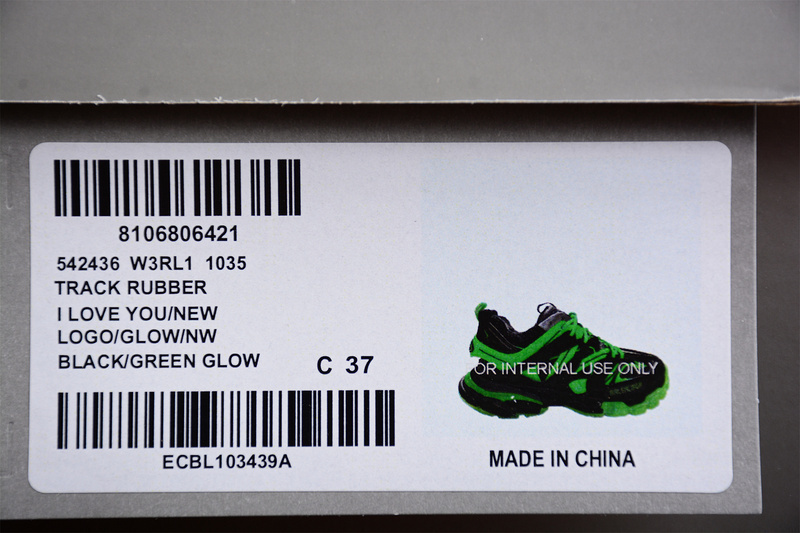 8106806421
542436 W3RL1 1035
TRACK RUBBER
I LOVE YOU/NEW
LOGO/GLOW/NW
BLACK/GREEN GLOW
C 37
ECBL103439A
OR INTERNAL USE ONLY
MADE IN CHINA